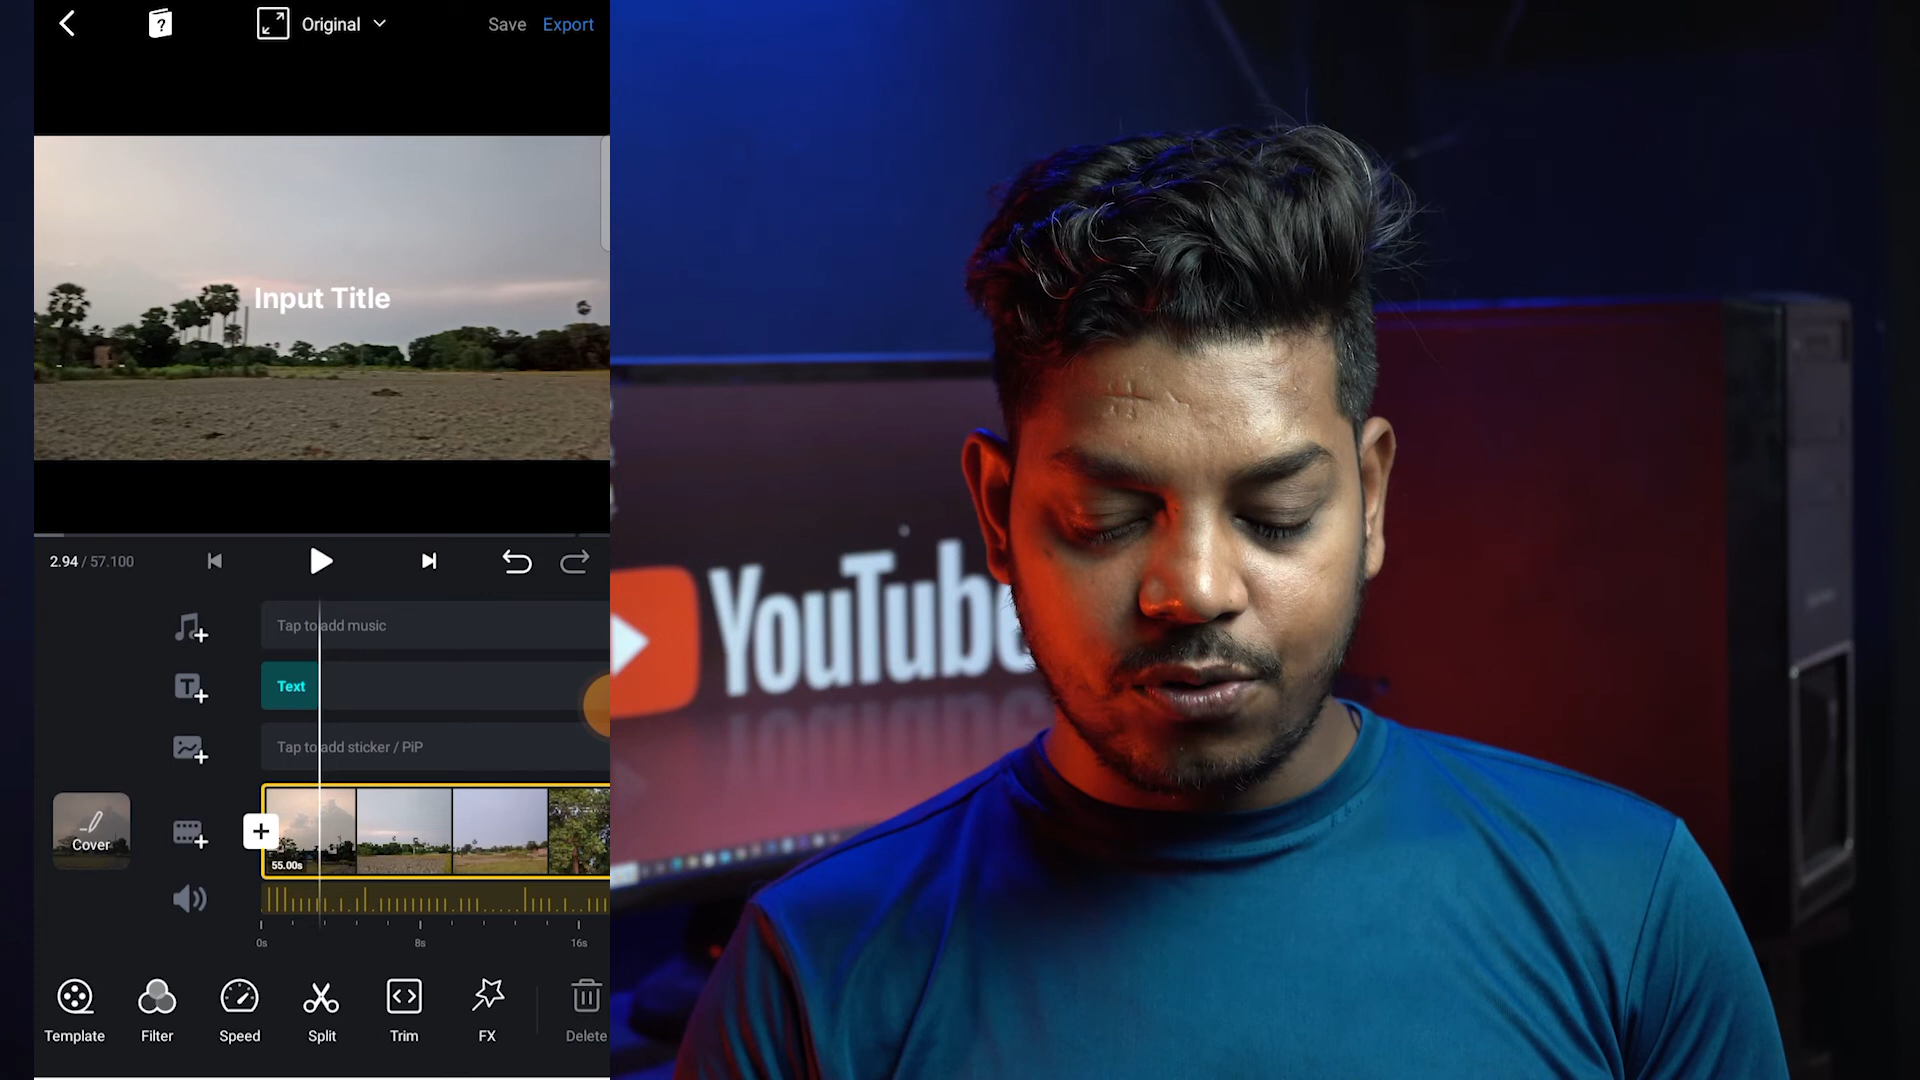 ?
Original
Save
Export
Input Title
2.94 / 57.100
Tap to add music
T
Text
Tap to add sticker / PiP
Cover
55.00s
0s
8s
16s
Template
Filter
Speed
Split
Trim
FX
Delete
YouTube